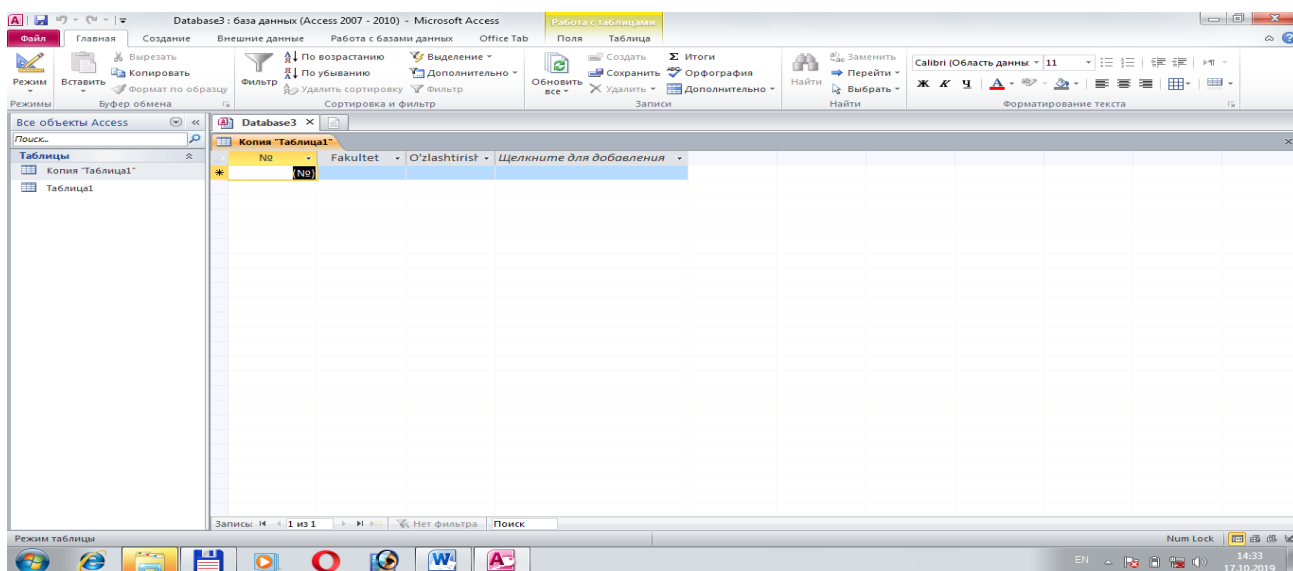 Database3 : база данных (Access 2007 - 2010) - Microsoft Access
Работа с таблицами
Файл Главная Создание Внешние данные Работа с базами данных Office Tab Поля Таблица
Режим
Режимы
Вставить
Вырезать
Копировать
Формат по образцу
Буфер обмена
Фильтр
По возрастанию
По убыванию
Удалить сортировку
Выделение
Дополнительно
Фильтр
Сортировка и фильтр
Обновить все
Создать
Сохранить
Удалить
Итоги
Орфография
Дополнительно
Записи
Найти
Заменить
Перейти
Выбрать
Найти
Calibri (Область данны 11
Ж К Ч А
Форматирование текста
Все объекты Access
Поиск...
Таблицы
Копия "Таблица1"
Таблица1
Database3
Копия "Таблица1"
№ Fakultet O'zlashtirish Щелкните для добавления
(№)
Запись: 1 из 1 Нет фильтра Поиск
Режим таблицы Num Lock
EN 14:33
17.10.2019